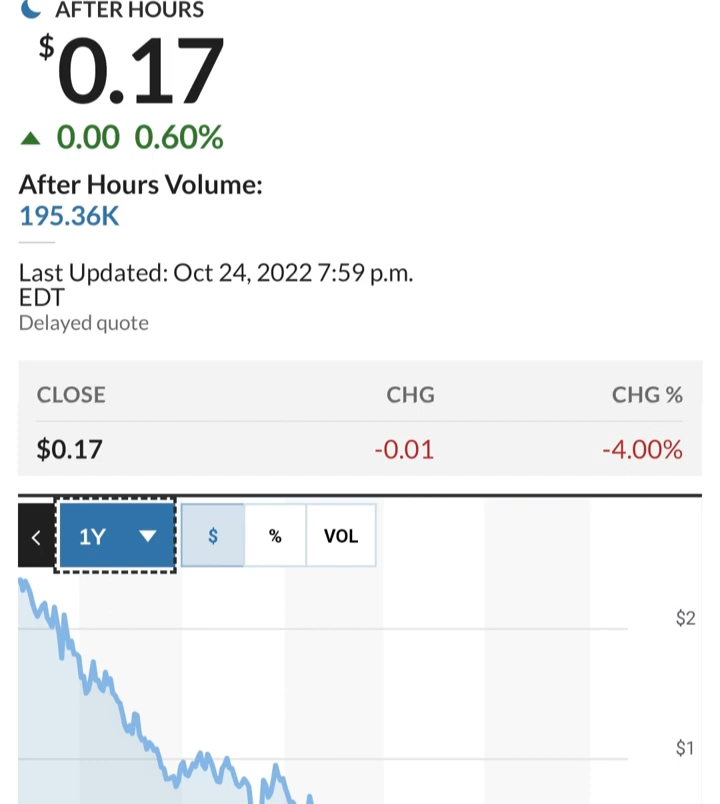 AFTER HOURS
$0.17
▲ 0.00 0.60%
After Hours Volume:
195.36K
Last Updated: Oct 24, 2022 7:59 p.m.
EDT
Delayed quote
CLOSE CHG CHG %
$0.17 -0.01 -4.00%
< 1Y ▼ $ % VOL
$2
$1